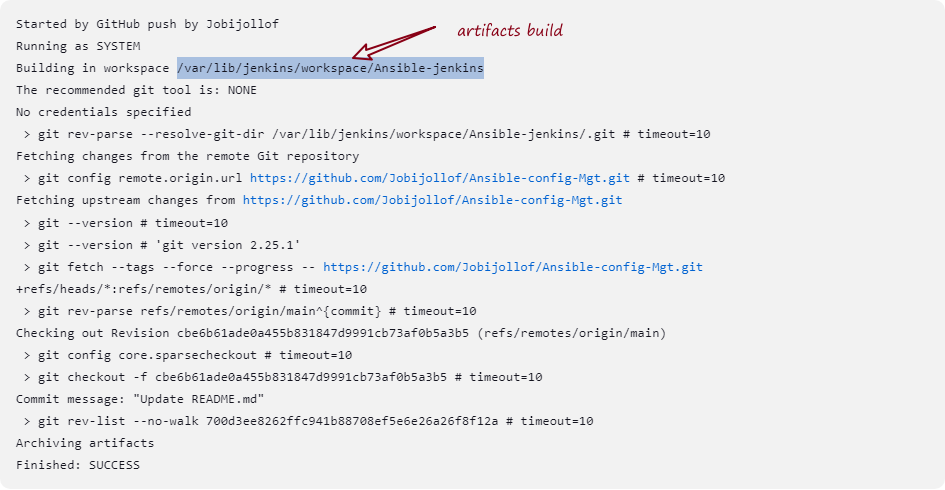 Started by GitHub push by Jobijollof
artifacts build
Running as SYSTEM
Building in workspace /var/lib/jenkins/workspace/Ansible-jenkins
The recommended git tool is: NONE
No credentials specified
 > git rev-parse --resolve-git-dir /var/lib/jenkins/workspace/Ansible-jenkins/.git # timeout=10
Fetching changes from the remote Git repository
 > git config remote.origin.url https://github.com/Jobijollof/Ansible-config-Mgt.git # timeout=10
Fetching upstream changes from https://github.com/Jobijollof/Ansible-config-Mgt.git
 > git --version # timeout=10
 > git --version # 'git version 2.25.1'
 > git fetch --tags --force --progress -- https://github.com/Jobijollof/Ansible-config-Mgt.git
+refs/heads/*:refs/remotes/origin/* # timeout=10
 > git rev-parse refs/remotes/origin/main^{commit} # timeout=10
Checking out Revision cbe6b61ade0a455b831847d9991cb73af0b5a3b5 (refs/remotes/origin/main)
 > git config core.sparsecheckout # timeout=10
 > git checkout -f cbe6b61ade0a455b831847d9991cb73af0b5a3b5 # timeout=10
Commit message: "Update README.md"
 > git rev-list --no-walk 700d3ee8262ffc941b88708ef5e6e26a26f8f12a # timeout=10
Archiving artifacts
Finished: SUCCESS